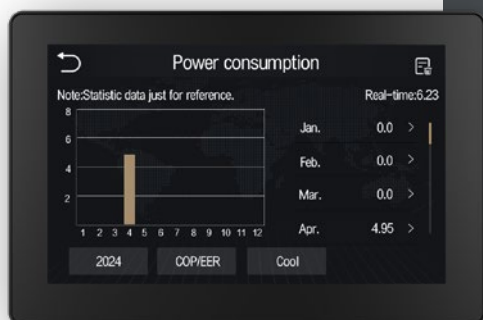 Power consumption
Note:Statistic data just for reference.
Real-time:6.23
8
6
4
2
1 2 3 4 5 6 7 8 9 10 11 12
Jan. 0.0 >
Feb. 0.0 >
Mar. 0.0 >
Apr. 4.95 >
2024 COP/EER Cool